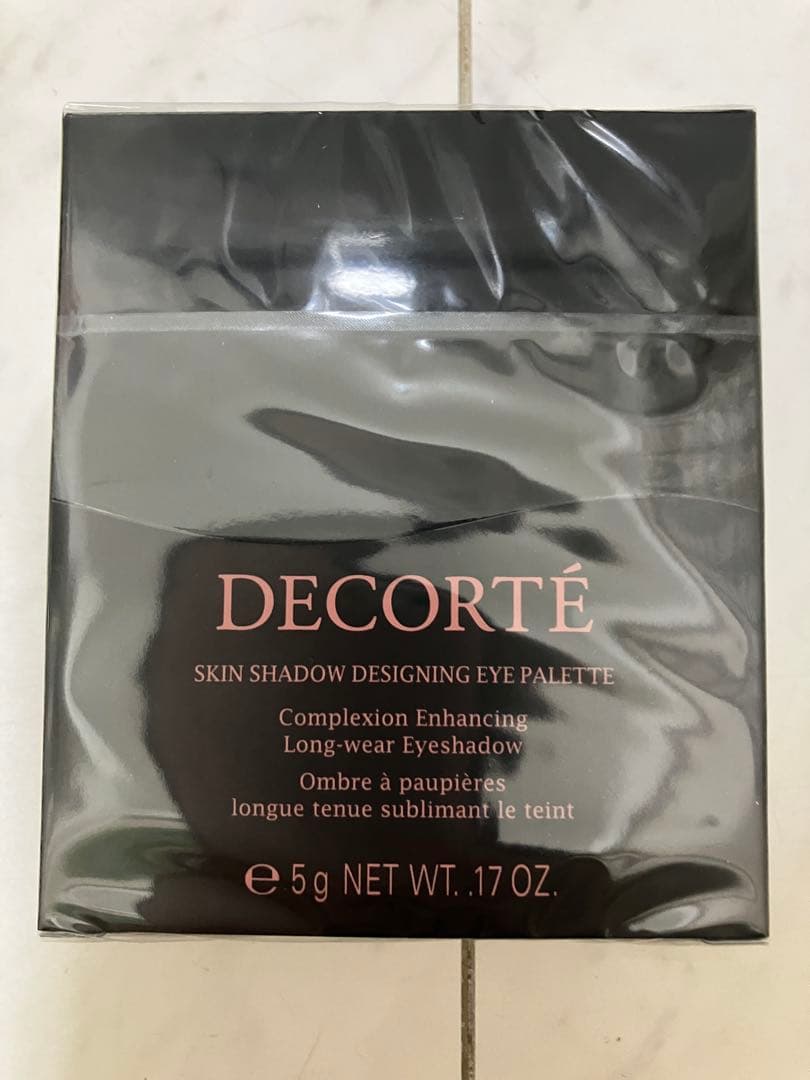 DECORTÉ
SKIN SHADOW DESIGNING EYE PALETTE
Complexion Enhancing
Long-wear Eyeshadow
Ombre à paupières
longue tenue sublimant le teint
℮ 5g NET WT. .17 OZ.